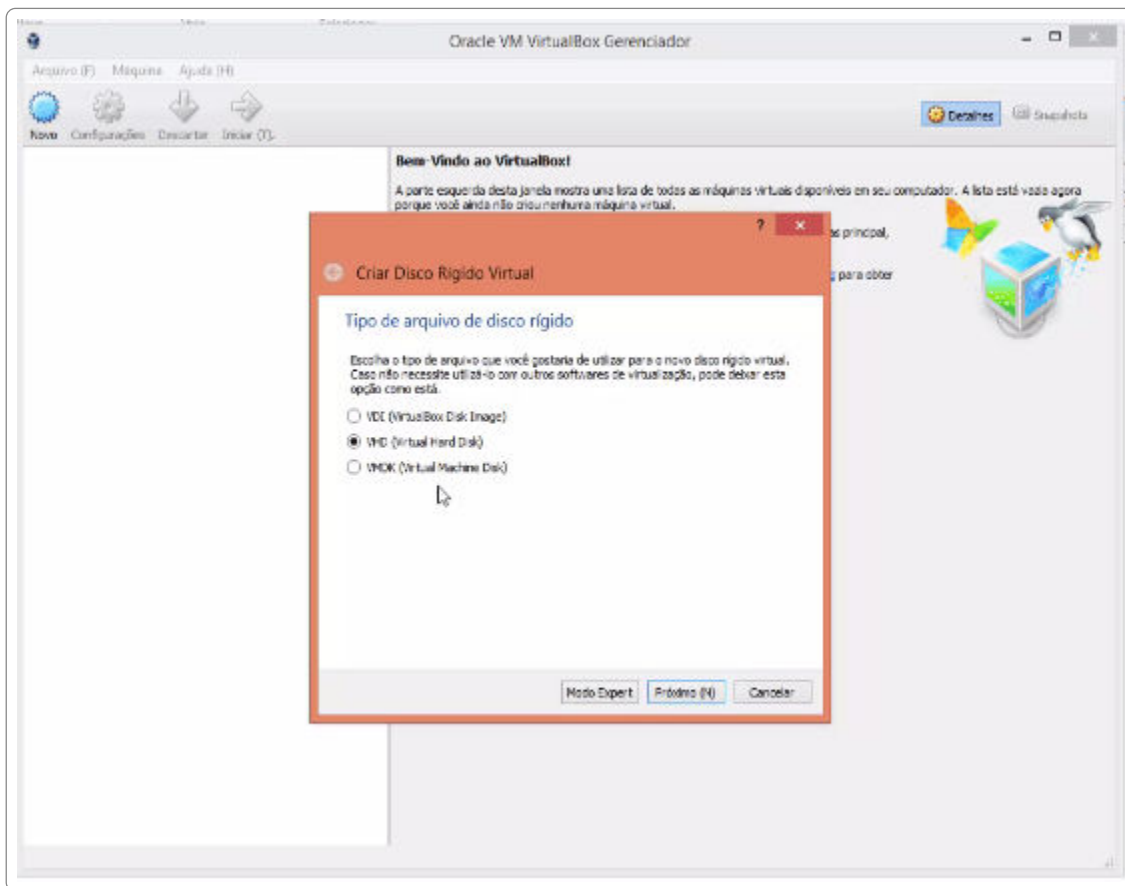 Oracle VM VirtualBox Gerenciador
Arquivo (F) Máquina Ajuda (H)
Novo Configurações Descartar Iniciar (T)
Detalhes Snapshots
Bem-Vindo ao VirtualBox!
A parte esquerda desta janela mostra uma lista de todas as máquinas virtuais disponíveis em seu computador. A lista está vazia agora
porque você ainda não criou nenhuma máquina virtual.
as principal,
para obter
?
Criar Disco Rígido Virtual
Tipo de arquivo de disco rígido
Escolha o tipo de arquivo que você gostaria de utilizar para o novo disco rígido virtual.
Caso não necessite utilizá-lo com outros softwares de virtualização, pode deixar esta
opção como está.
VDI (VirtualBox Disk Image)
VHD (Virtual Hard Disk)
VMDK (Virtual Machine Disk)
Modo Expert Próximo (N) Cancelar